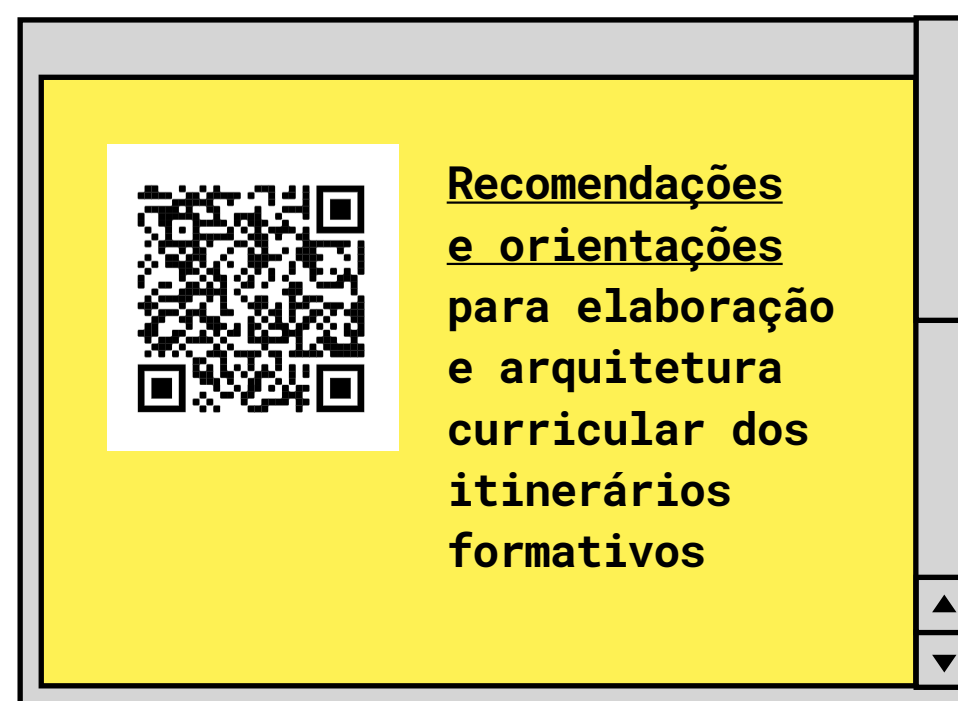 Recomendações
e orientações
para elaboração
e arquitetura
curricular dos
itinerários
formativos